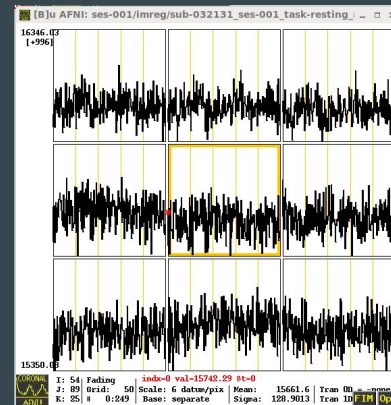 [B]u AFNI: ses-001/imreg/sub-032131_ses-001_task-resting_
16346.03
[+996]
15350.03
CORONAL
AFNI
I: 54
J: 89
K: 25
Fading
Grid: 50
# 0:249
indx=0 val=15742.29 @t=0
Scale: 6 datum/pix
Base: separate
Mean: 15661.6
Sigma: 128.9013
Tran 0D =
Tran 1D
FIM
Op